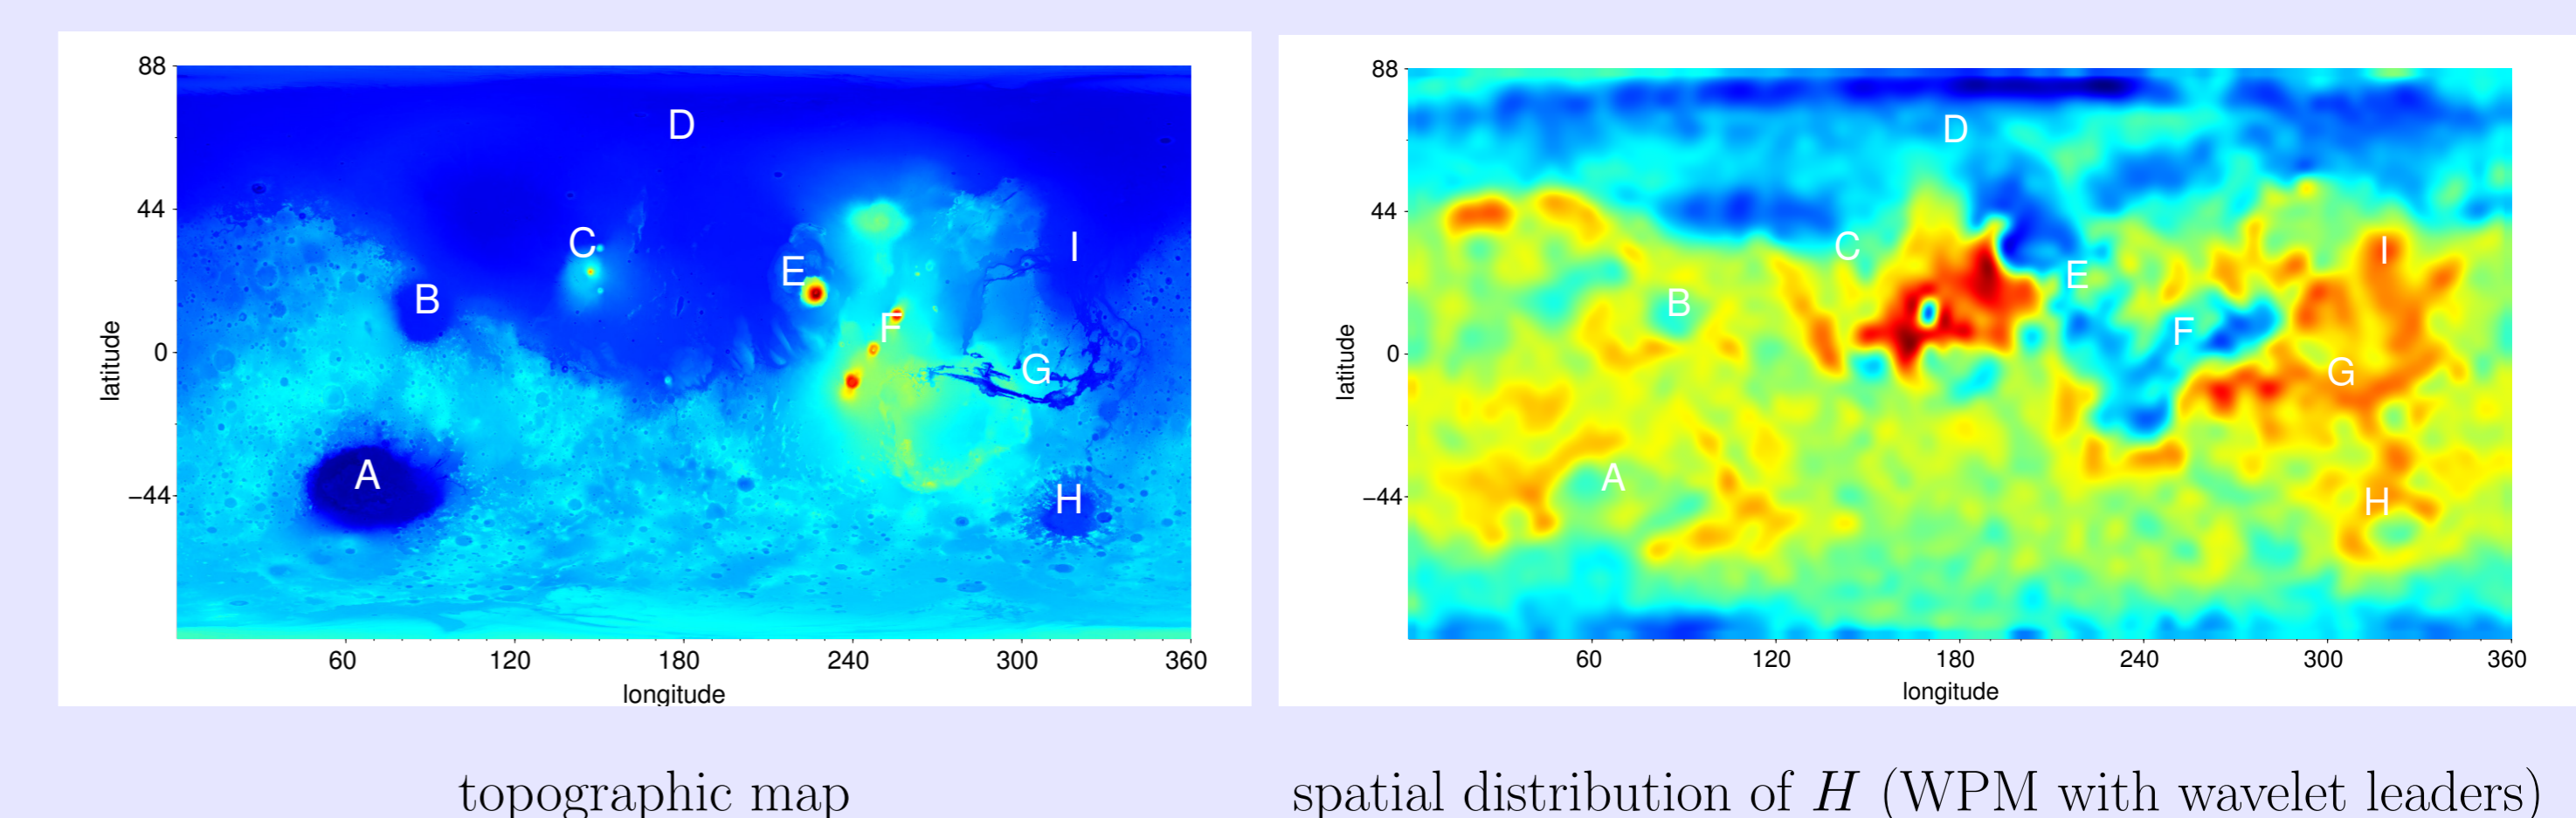 88
44
0
−44
latitude
60 120 180 240 300 360
longitude
A
B
C
D
E
F
G
H
I
topographic map
88
44
0
−44
latitude
60 120 180 240 300 360
longitude
A
B
C
D
E
F
G
H
I
spatial distribution of H (WPM with wavelet leaders)